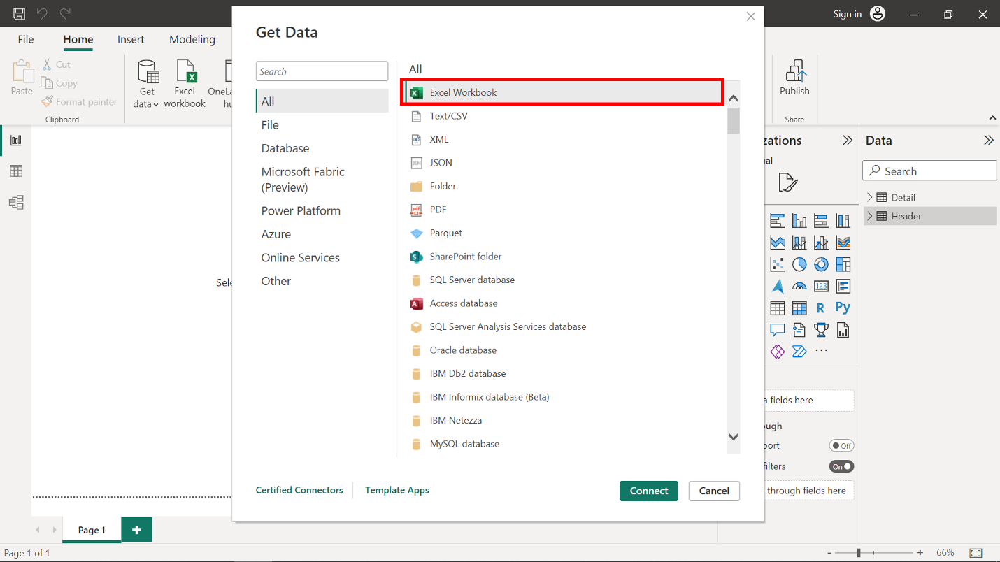 Sign in
File
Home
Insert
Modeling
Paste
Cut
Copy
Format painter
Clipboard
Get
data
Excel
workbook
OneLa
hu
Publish
Share
Get Data
Search
All
File
Database
Microsoft Fabric
(Preview)
Power Platform
Azure
Online Services
Other
All
Excel Workbook
Text/CSV
XML
JSON
Folder
PDF
Parquet
SharePoint folder
SQL Server database
Access database
SQL Server Analysis Services database
Oracle database
IBM Db2 database
IBM Informix database (Beta)
IBM Netezza
MySQL database
Certified Connectors
Template Apps
Connect
Cancel
Sele
zations
ual
123
R
Py
a fields here
ough
port
Off
filters
On
-through fields here
Data
Search
Detail
Header
Page 1
+
Page 1 of 1
- + 66%